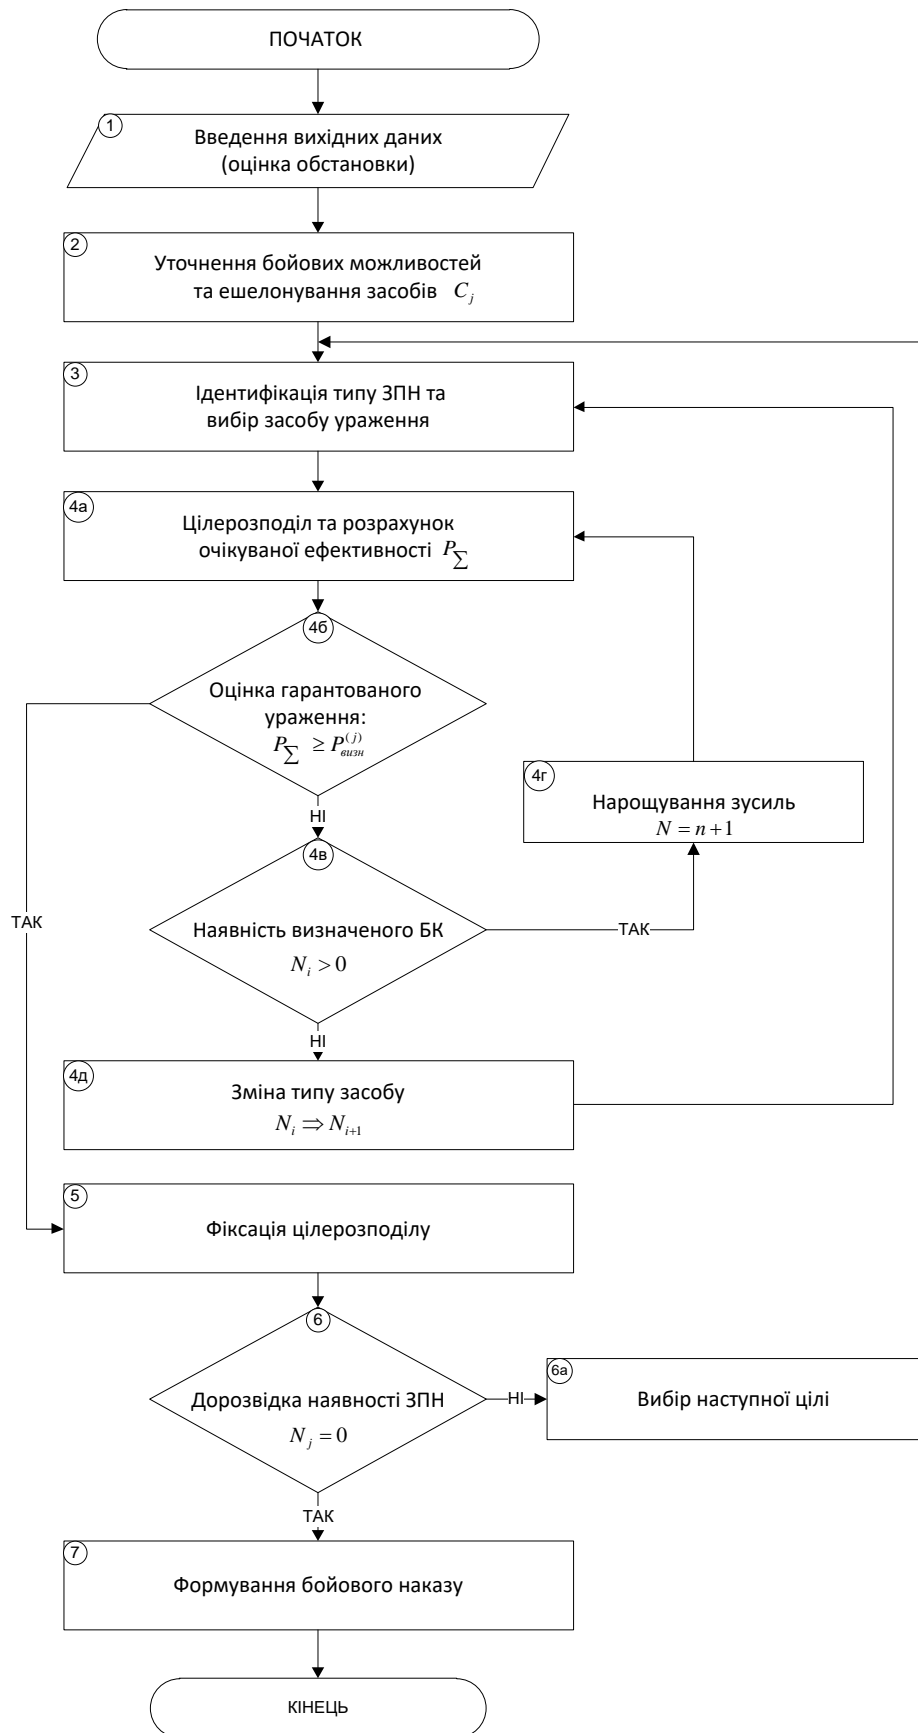 ПОЧАТОК
1
Введення вихідних даних
(оцінка обстановки)
2
Уточнення бойових можливостей
та ешелонування засобів C_j
3
Ідентифікація типу ЗПН та
вибір засобу ураження
4а
Цілерозподіл та розрахунок
очікуваної ефективності P_∑
4б
Оцінка гарантованого
ураження:
P_∑ ≥ P_визн^(j)
НІ
4г
Нарощування зусиль
N = n+1
4в
Наявність визначеного БК
N_i > 0
ТАК
ТАК
НІ
4д
Зміна типу засобу
N_i ⇒ N_i+1
5
Фіксація цілерозподілу
6
Дорозвідка наявності ЗПН
N_j = 0
НІ
6а
Вибір наступної цілі
ТАК
7
Формування бойового наказу
КІНЕЦЬ